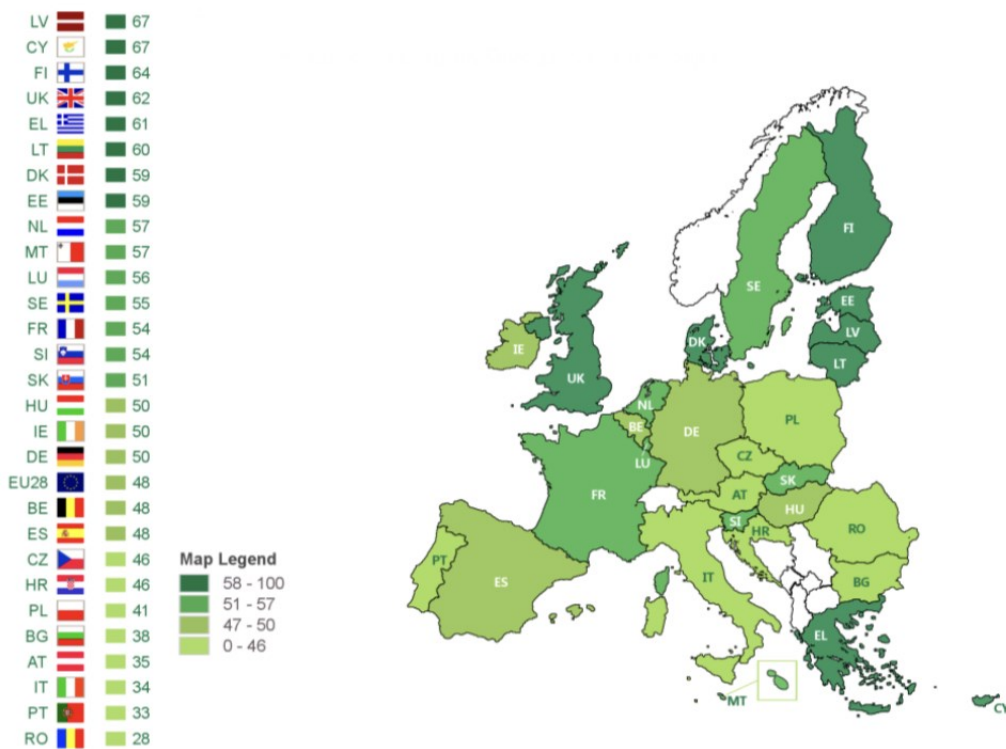 LV 67
CY 67
FI 64
UK 62
EL 61
LT 60
DK 59
EE 59
NL 57
MT 57
LU 56
SE 55
FR 54
SI 54
SK 51
HU 50
IE 50
DE 50
EU28 48
BE 48
ES 48
CZ 46
HR 46
PL 41
BG 38
AT 35
IT 34
PT 33
RO 28
Map Legend
58 - 100
51 - 57
47 - 50
0 - 46
FI
SE
EE
LV
LT
DK
IE
UK
NL
BE
DE
PL
LU
CZ
SK
FR
AT
HU
SI
HR
RO
PT
ES
IT
BG
EL
MT
CY